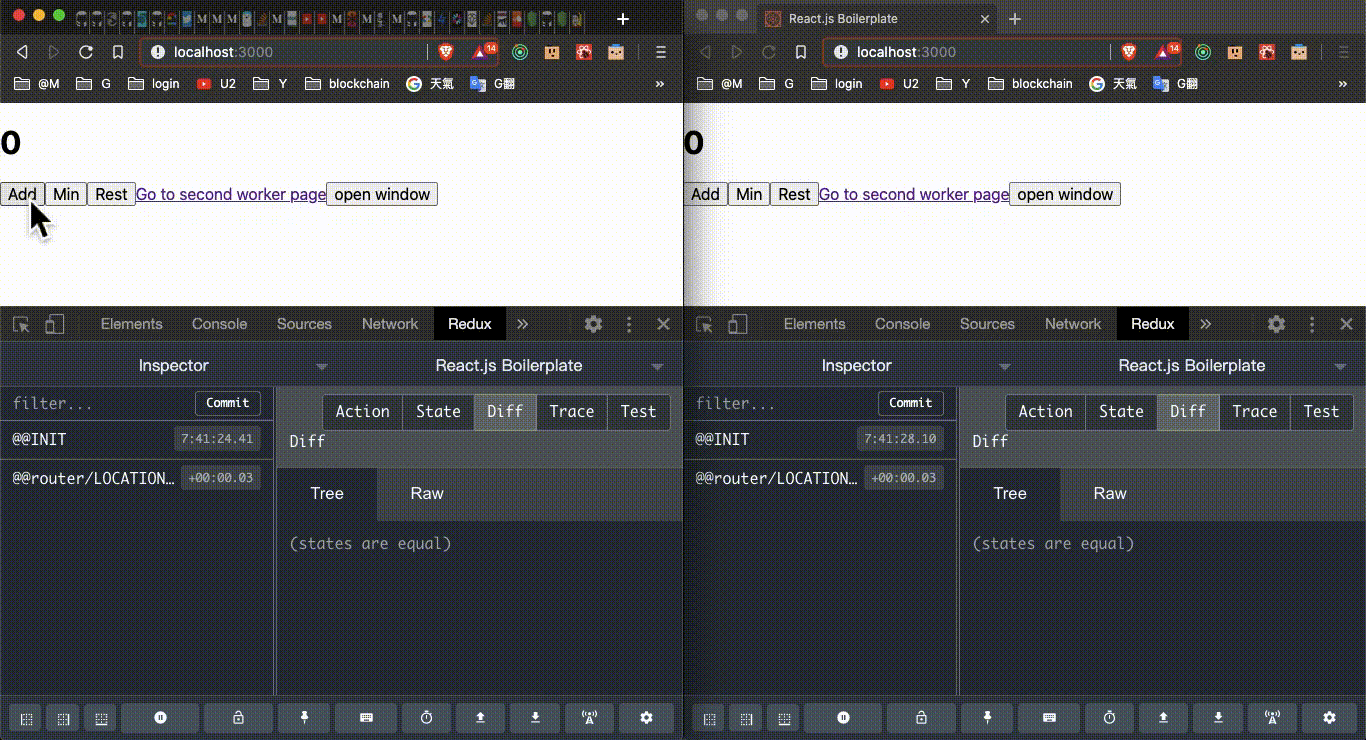 React.js Boilerplate
localhost:3000
14
localhost:3000
14
@M G login U2 Y blockchain 天氣 G翻 »
@M G login U2 Y blockchain 天氣 G翻 »
0
0
Add Min Rest Go to second worker page open window
Add Min Rest Go to second worker page open window
Elements Console Sources Network Redux »
Elements Console Sources Network Redux »
Inspector React.js Boilerplate
Inspector React.js Boilerplate
filter... Commit
Action State Diff Trace Test
filter... Commit
Action State Diff Trace Test
@@INIT 7:41:24.41
Diff
@@INIT 7:41:28.10
Diff
@@router/LOCATION… +00:00.03
Tree Raw
@@router/LOCATION… +00:00.03
Tree Raw
(states are equal)
(states are equal)